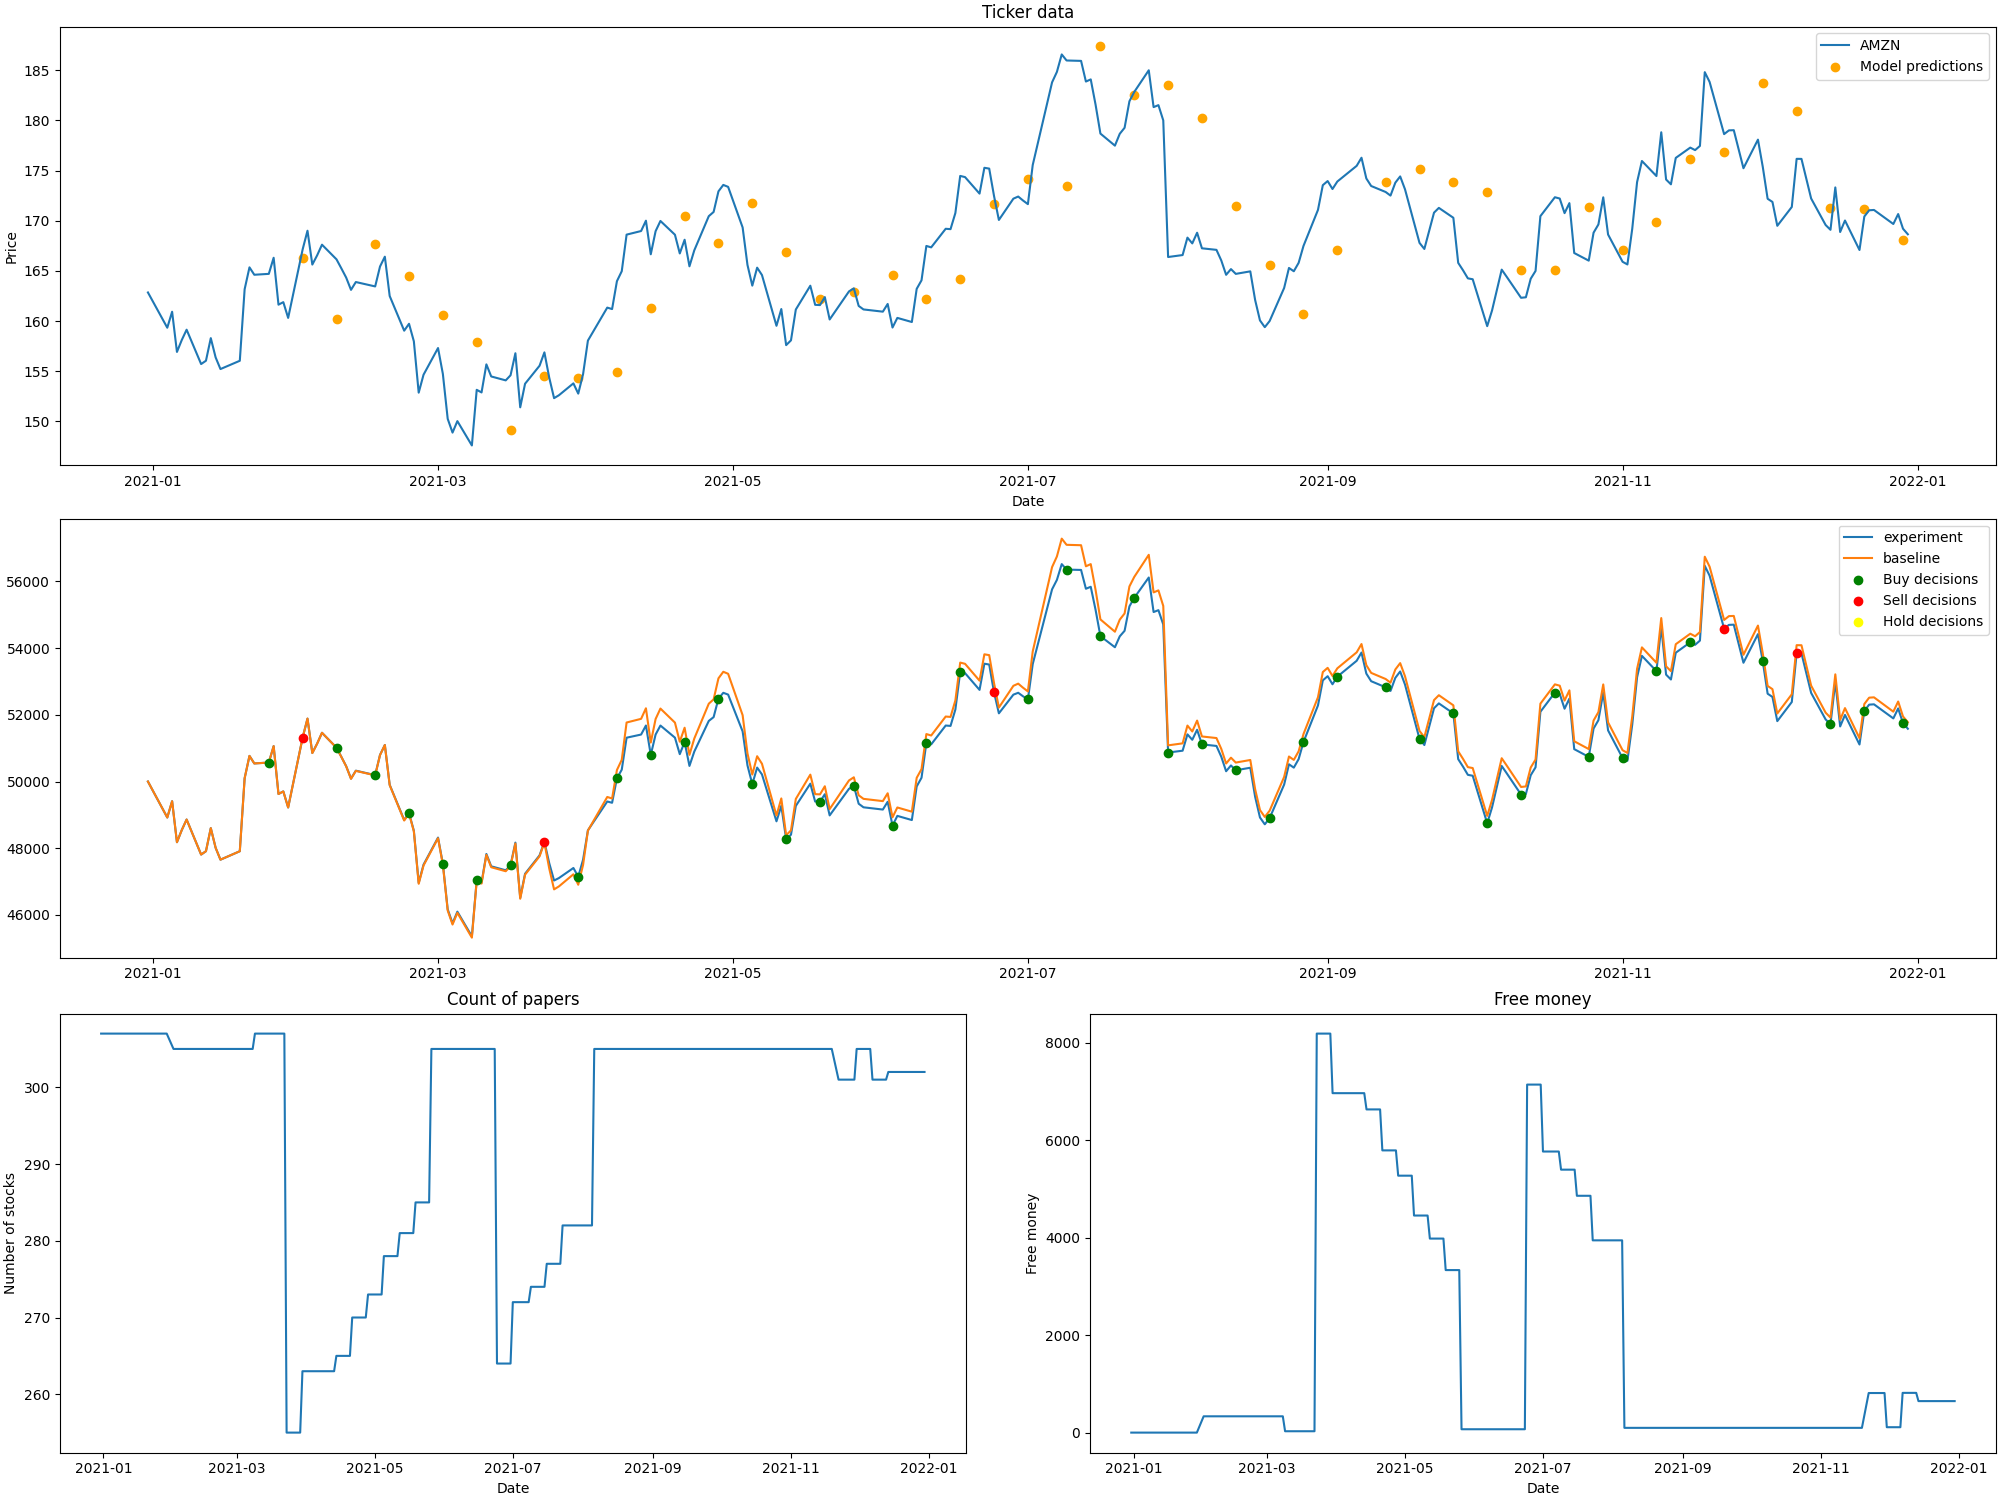 Ticker data
AMZN
Model predictions
185
180
175
170
165
160
155
150
Price
2021-01 2021-03 2021-05 2021-07 2021-09 2021-11 2022-01
Date
experiment
baseline
Buy decisions
Sell decisions
Hold decisions
56000
54000
52000
50000
48000
46000
2021-01 2021-03 2021-05 2021-07 2021-09 2021-11 2022-01
Count of papers
300
290
280
270
260
Number of stocks
2021-01 2021-03 2021-05 2021-07 2021-09 2021-11 2022-01
Date
Free money
8000
6000
4000
2000
0
Free money
2021-01 2021-03 2021-05 2021-07 2021-09 2021-11 2022-01
Date